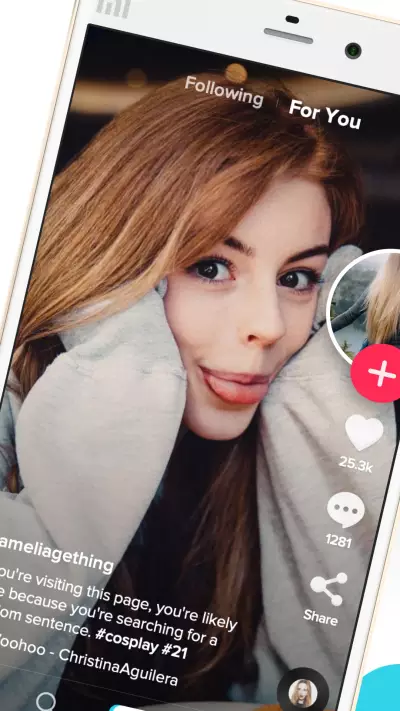 Following
For You
25.3k
1281
Share
ameliagething
ou're visiting this page, you're likely
e because you're searching for a
om sentence. #cosplay #21
oohoo - ChristinaAguilera